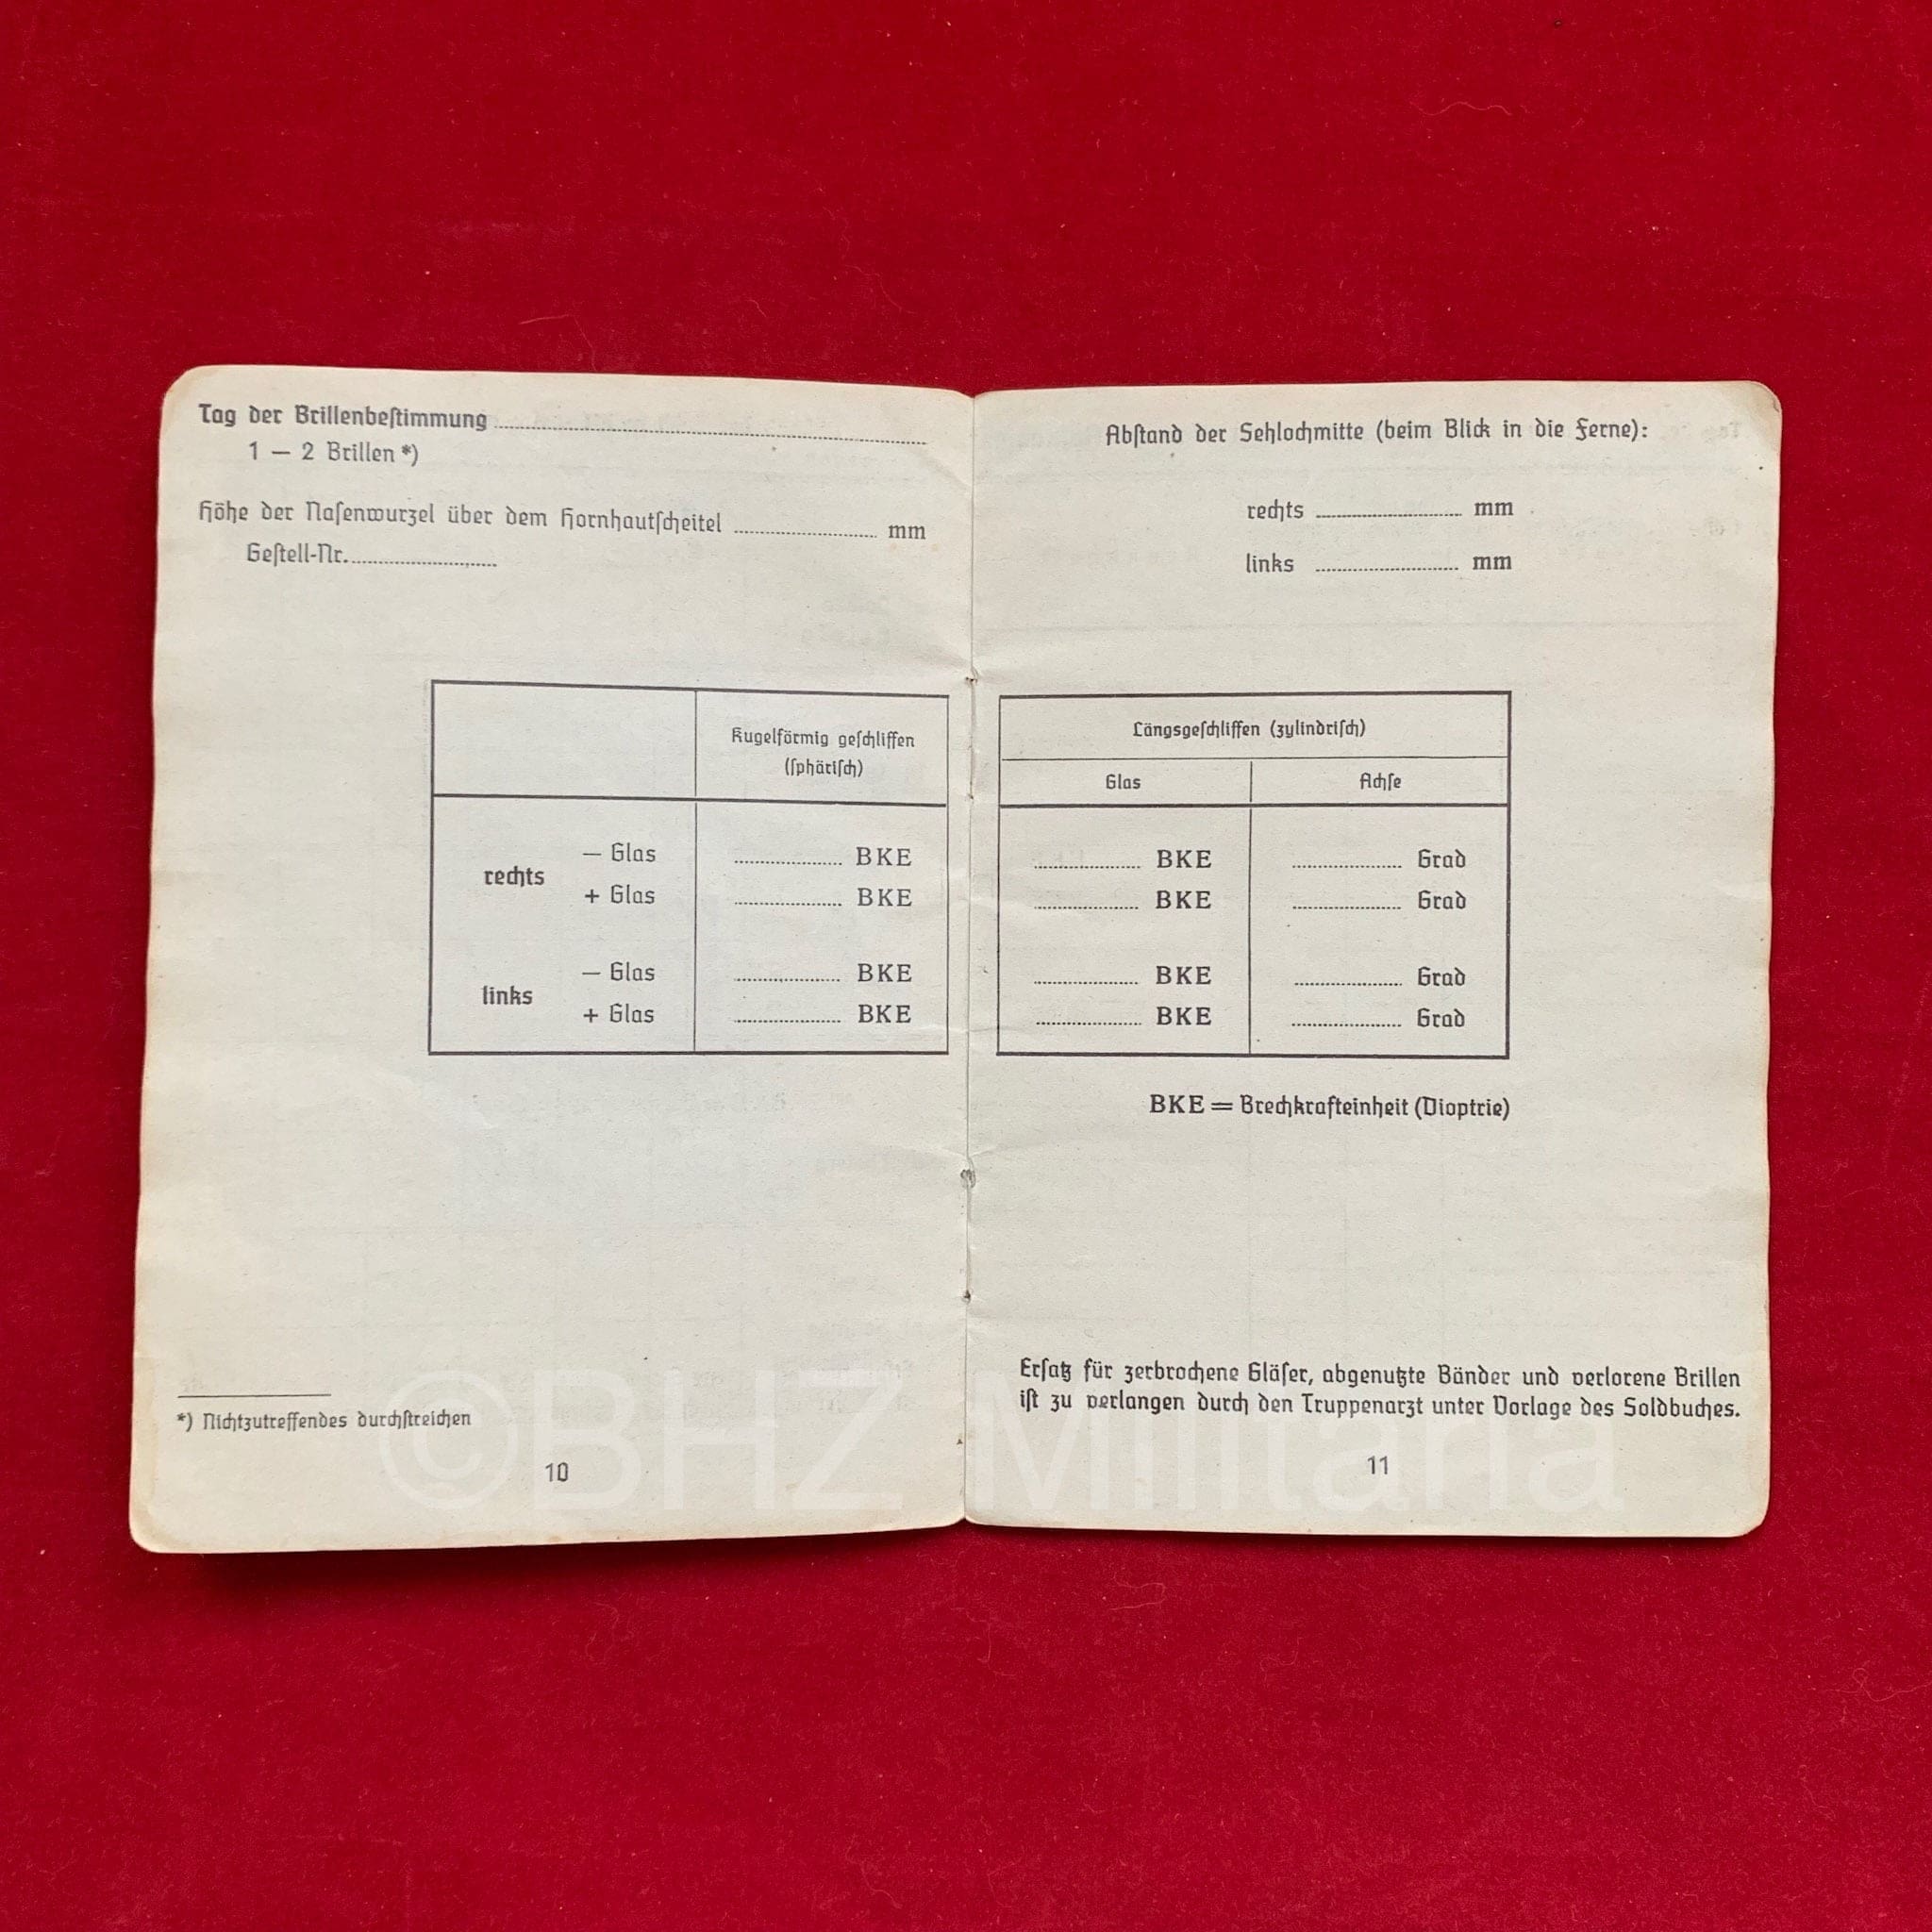 Tag der Brillenbeſtimmung
1 — 2 Brillen *)
Höhe der Naſenwurzel über dem Hornhautſcheitel mm
Geſtell-Nr.
Kugelförmig geſchliffen
(ſphäriſch)
rechts
— Glas BKE
+ Glas BKE
links
— Glas BKE
+ Glas BKE
*) Nichtzutreffendes durchſtreichen
10
Abſtand der Sehlochmitte (beim Blick in die Ferne):
rechts mm
links mm
Längsgeſchliffen (zylindriſch)
Glas Achſe
BKE Grad
BKE Grad
BKE Grad
BKE Grad
BKE = Brechkrafteinheit (Dioptrie)
Erſatz für zerbrochene Gläſer, abgenutzte Bänder und verlorene Brillen
iſt zu verlangen durch den Truppenarzt unter Vorlage des Soldbuches.
11
©BHZ Militaria